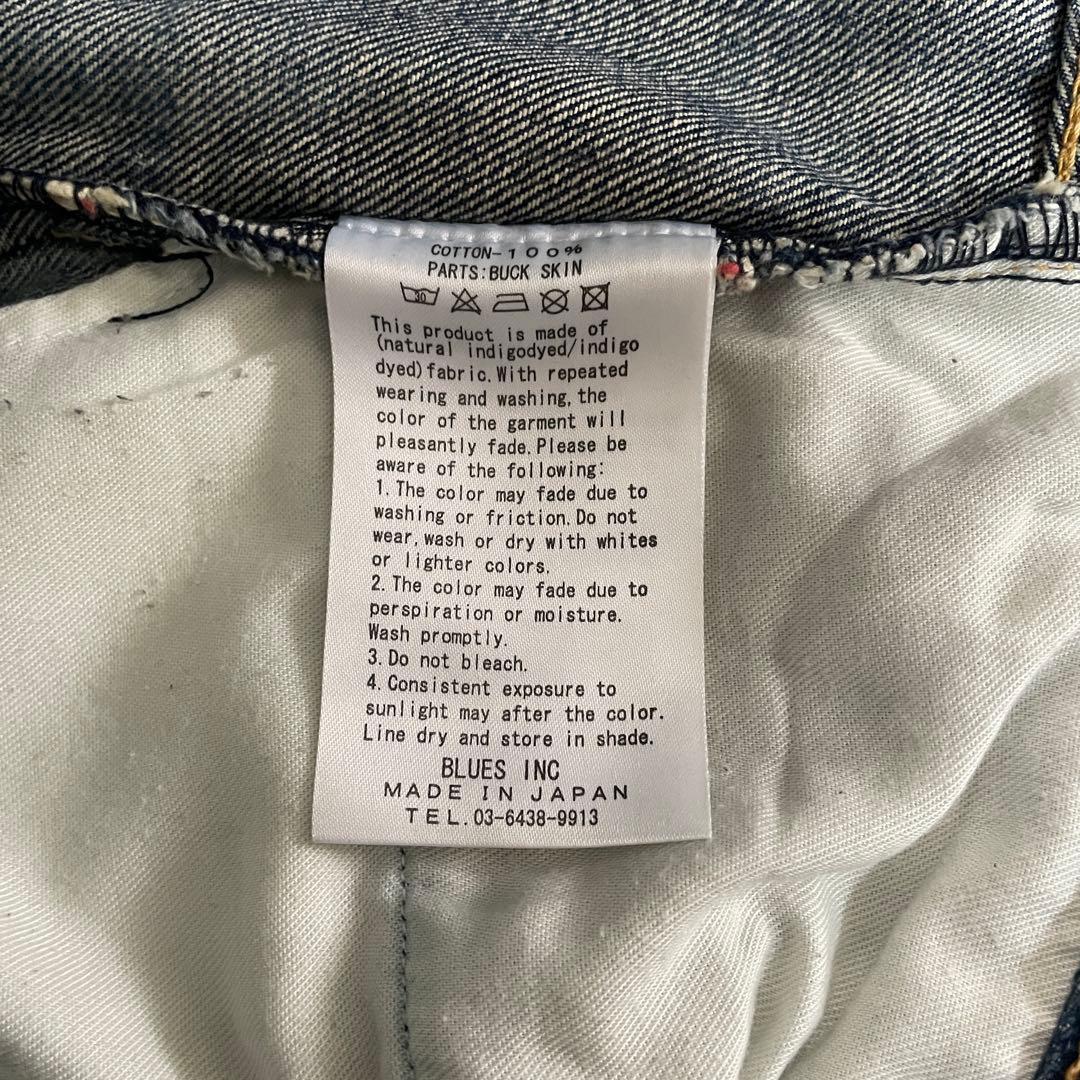 COTTON-100%
PARTS:BUCK SKIN
30
This product is made of
(natural indigodyed/indigo
dyed)fabric.With repeated
wearing and washing,the
color of the garment will
pleasantly fade.Please be
aware of the following:
1.The color may fade due to
washing or friction.Do not
wear,wash or dry with whites
or lighter colors.
2.The color may fade due to
perspiration or moisture.
Wash promptly.
3.Do not bleach.
4.Consistent exposure to
sunlight may after the color.
Line dry and store in shade.
BLUES INC
MADE IN JAPAN
TEL.03-6438-9913